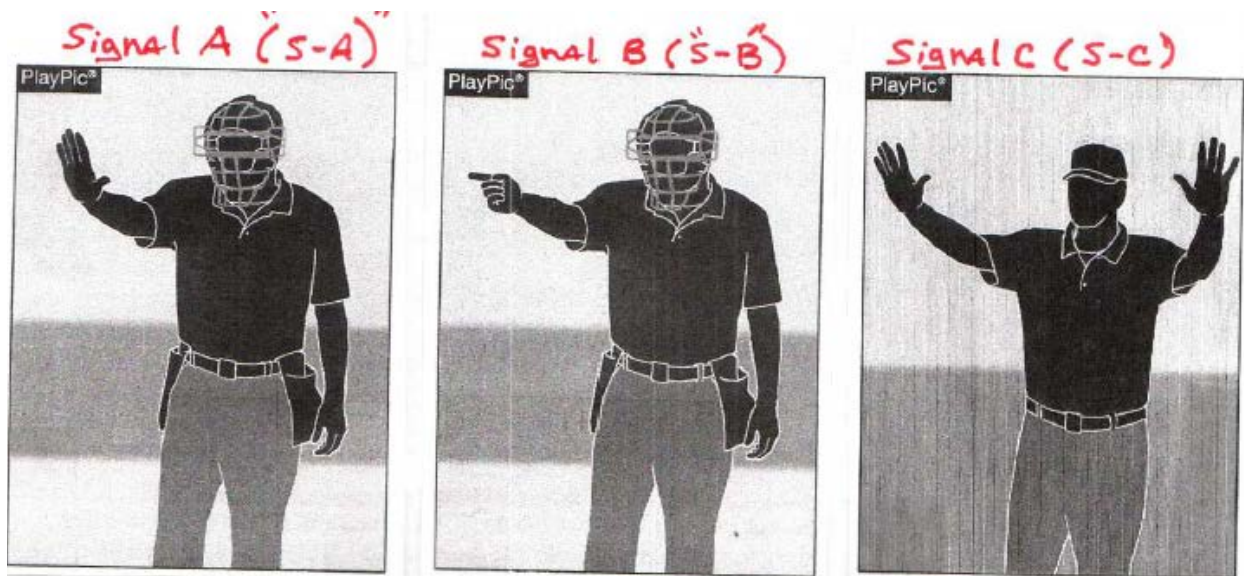 Signal A ("S-A)"
Signal B ("S-B")
Signal C (S-C)
PlayPic®
PlayPic®
PlayPic®